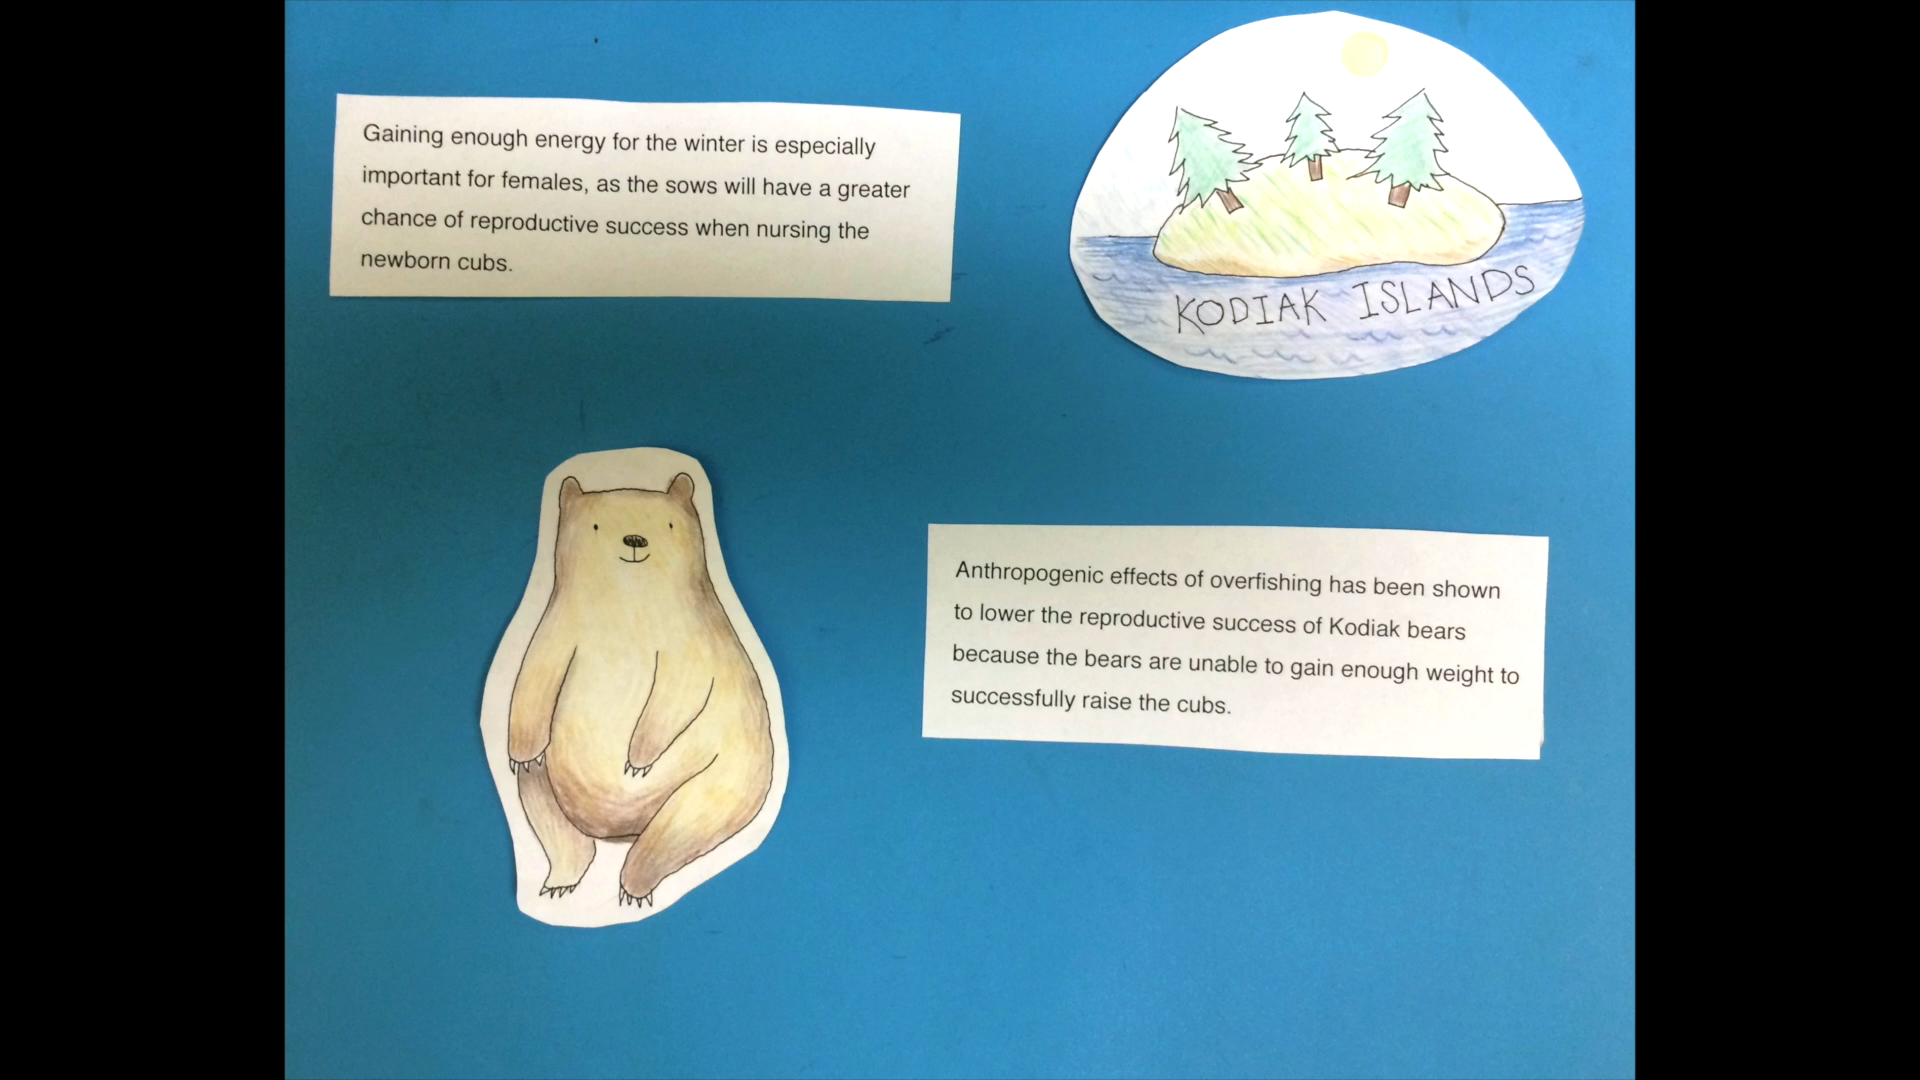 Gaining enough energy for the winter is especially
important for females, as the sows will have a greater
chance of reproductive success when nursing the
newborn cubs.
KODIAK ISLANDS
Anthropogenic effects of overfishing has been shown
to lower the reproductive success of Kodiak bears
because the bears are unable to gain enough weight to
successfully raise the cubs.